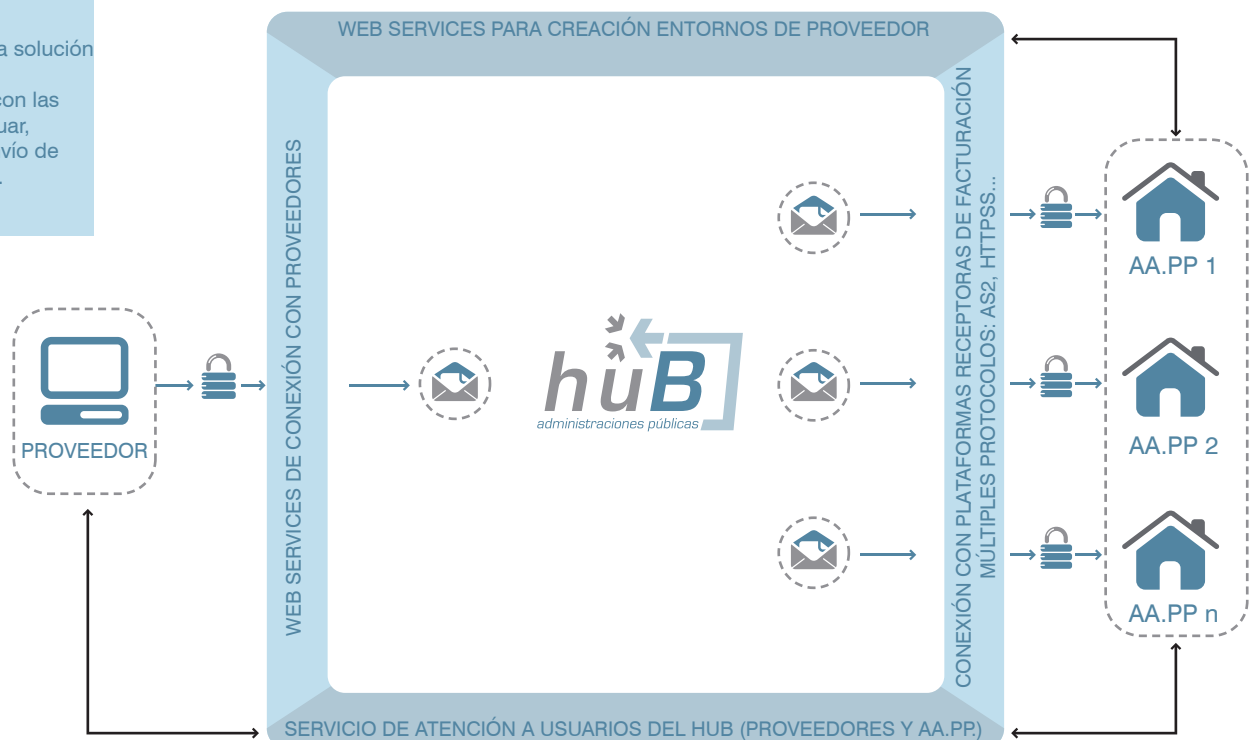 a solución
con las
uar,
vío de
.
WEB SERVICES PARA CREACIÓN ENTORNOS DE PROVEEDOR
WEB SERVICES DE CONEXIÓN CON PROVEEDORES
PROVEEDOR
huB
administraciones públicas
CONEXIÓN CON PLATAFORMAS RECEPTORAS DE FACTURACIÓN
MÚLTIPLES PROTOCOLOS: AS2, HTTPSS...
AA.PP 1
AA.PP 2
AA.PP n
SERVICIO DE ATENCIÓN A USUARIOS DEL HUB (PROVEEDORES Y AA.PP.)